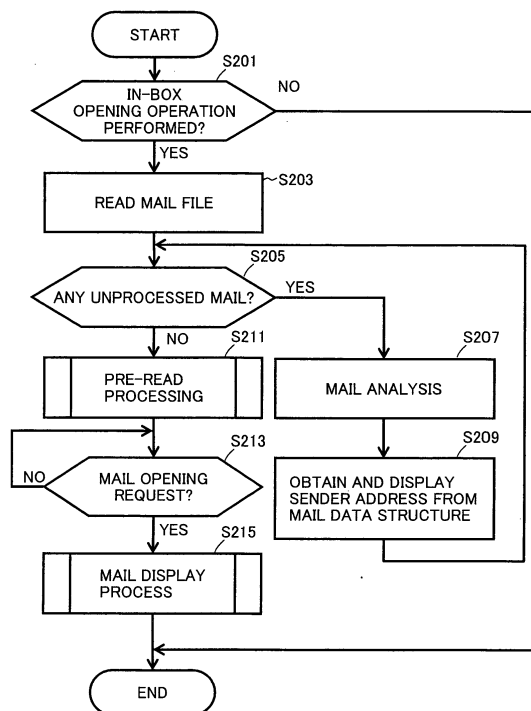 START
S201
IN-BOX
OPENING OPERATION
PERFORMED?
NO
YES
S203
READ MAIL FILE
S205
ANY UNPROCESSED MAIL?
YES
NO
S207
MAIL ANALYSIS
S211
PRE-READ
PROCESSING
S209
OBTAIN AND DISPLAY
SENDER ADDRESS FROM
MAIL DATA STRUCTURE
S213
MAIL OPENING
REQUEST?
NO
YES
S215
MAIL DISPLAY
PROCESS
END